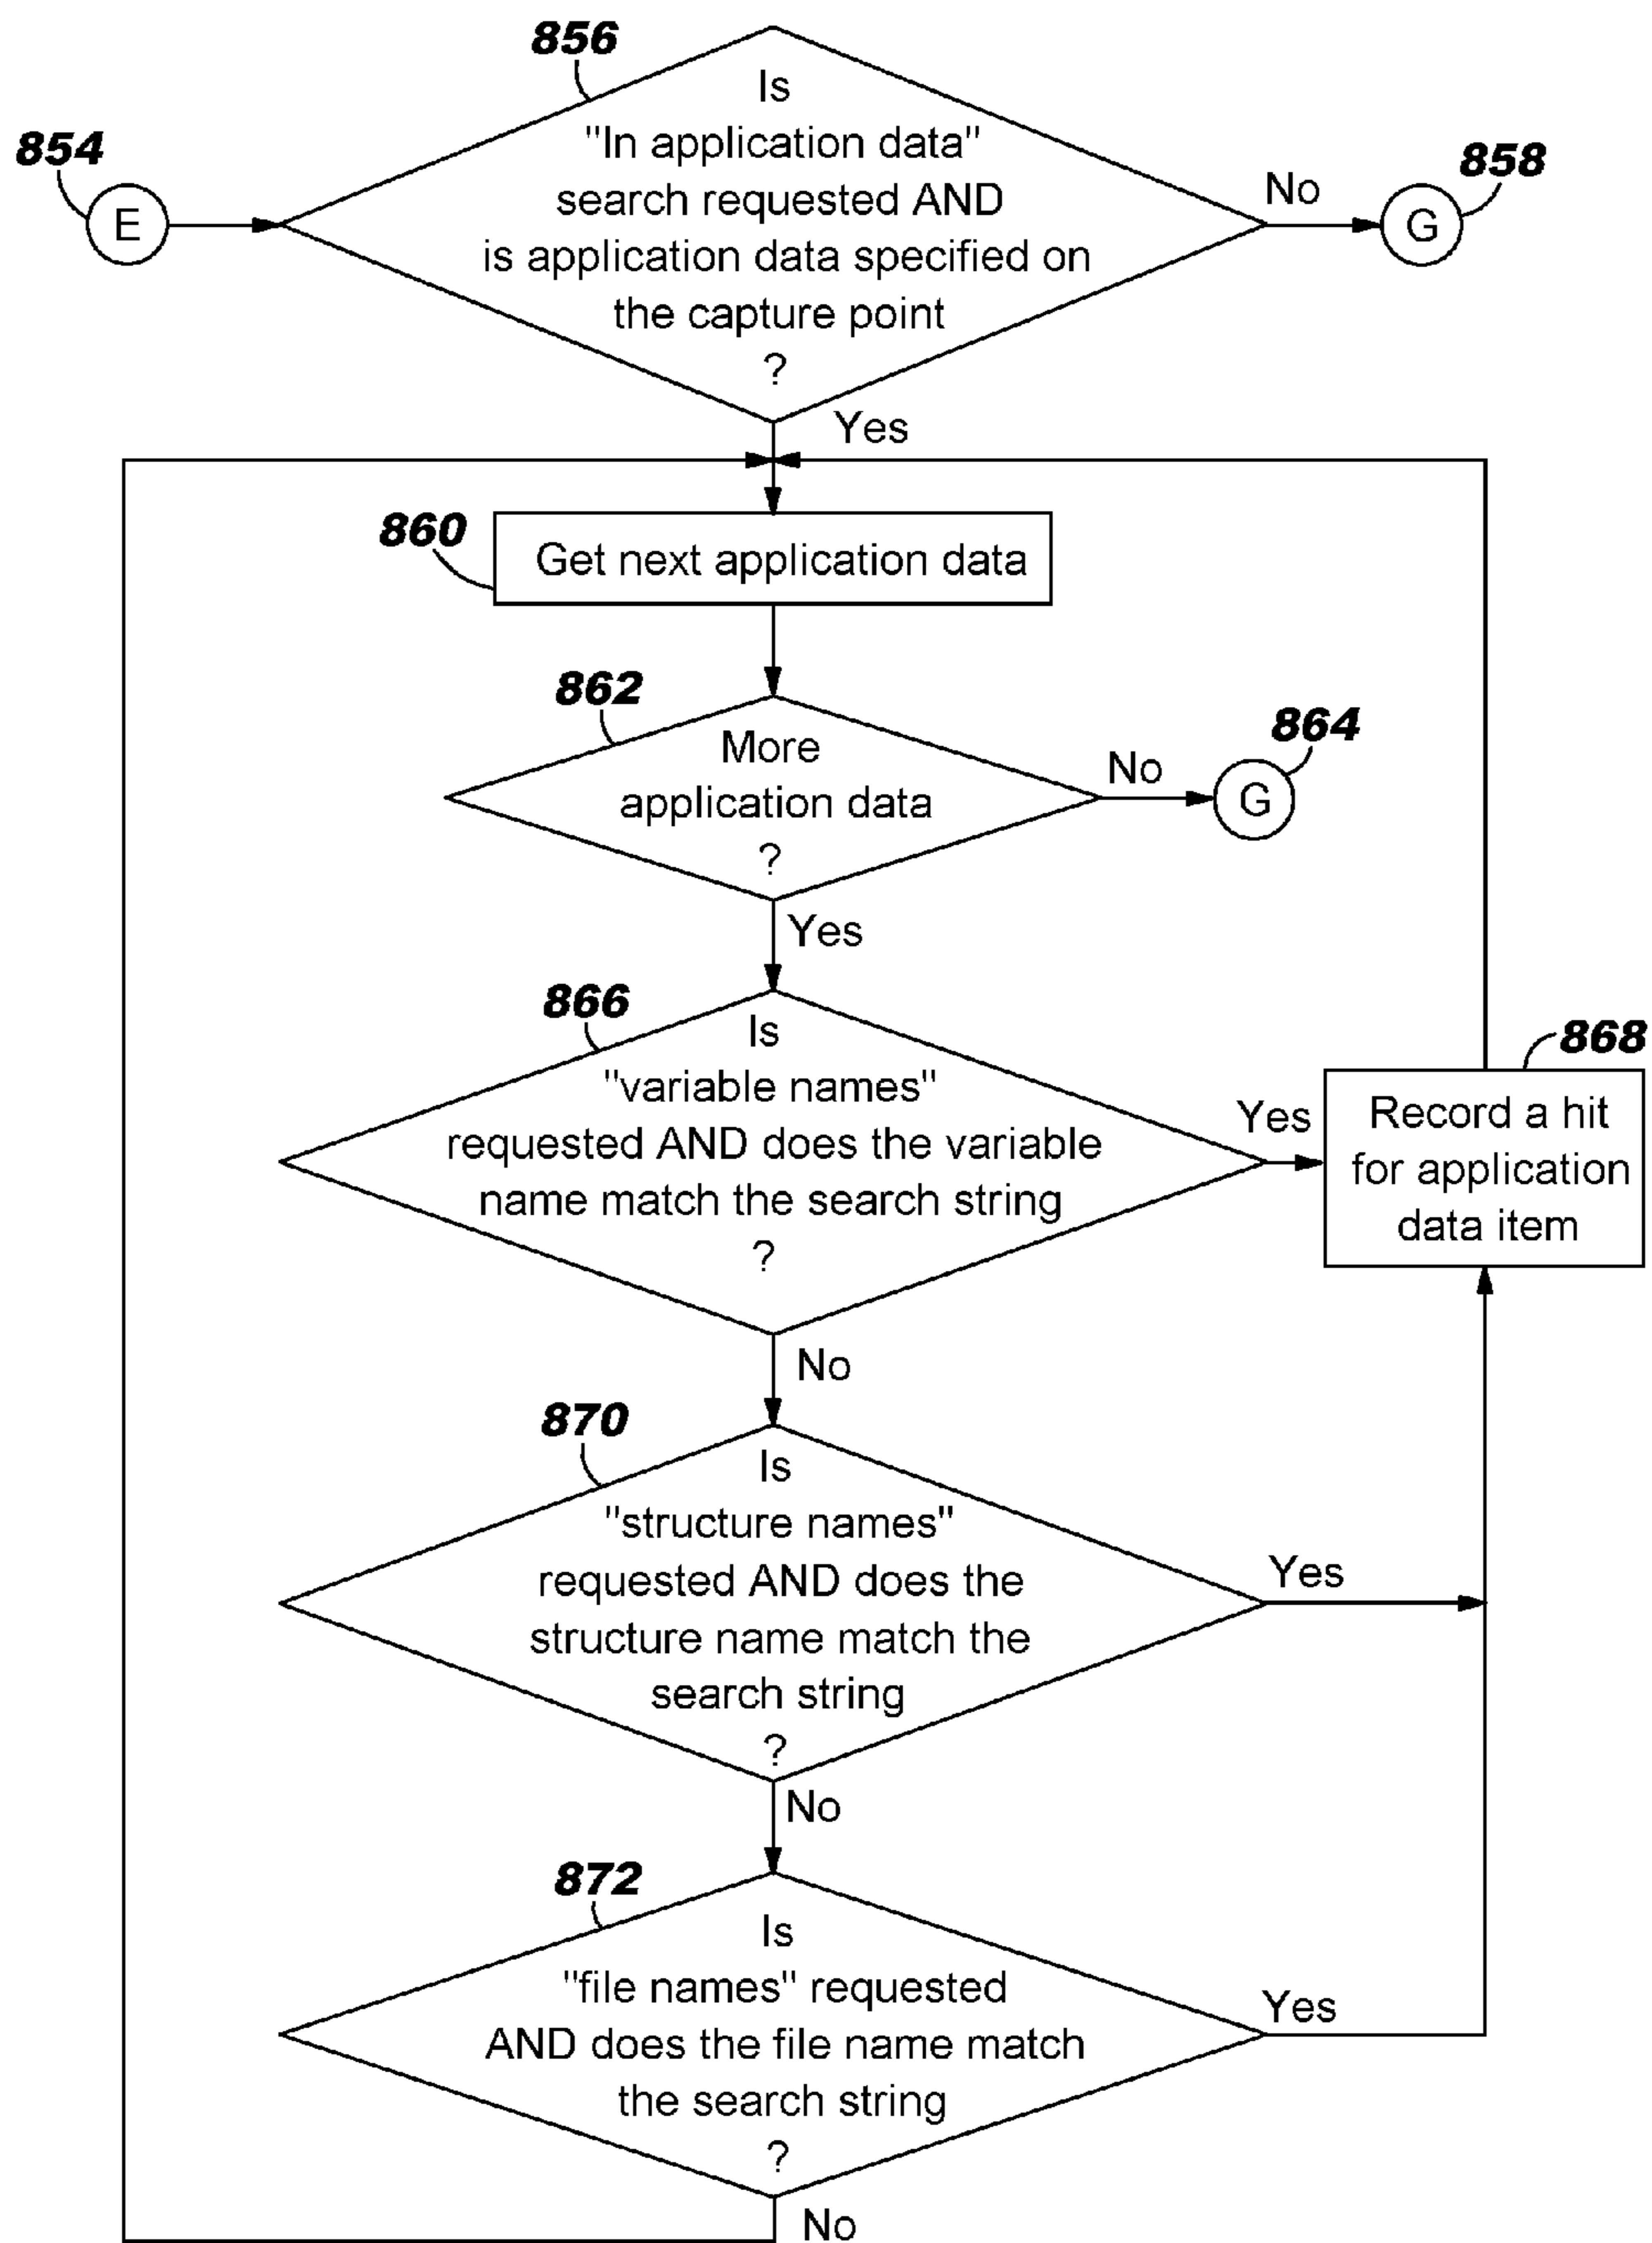 856
Is
"In application data"
search requested AND
is application data specified on
the capture point
?
854
E
No
858
G
Yes
860
Get next application data
862
More
application data
?
No
864
G
Yes
866
Is
"variable names"
requested AND does the variable
name match the search string
?
Yes
868
Record a hit
for application
data item
No
870
Is
"structure names"
requested AND does the
structure name match the
search string
?
Yes
No
872
Is
"file names" requested
AND does the file name match
the search string
?
Yes
No